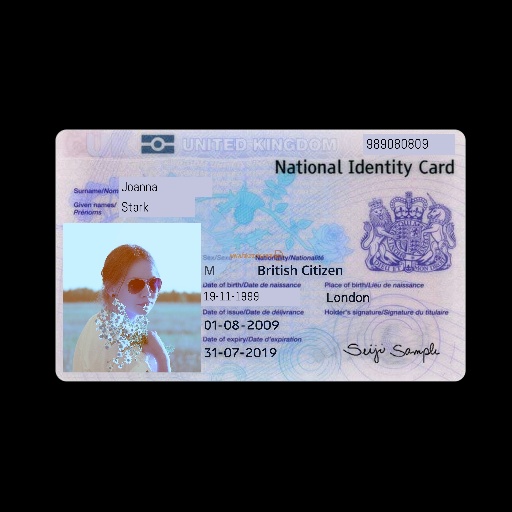 UNITED KINGDOM
989080809
National Identity Card
Surname/Nom Joanna
Given names/ Stark
Prénoms
Sex/Sexe Nationality/Nationalité
M British Citizen
Date of birth/Date de naissance Place of birth/Lieu de naissance
19-11-1999 London
Date of issue/Date de délivrance Holder's signature/Signature du titulaire
01-08-2009
Date of expiry/Date d'expiration
31-07-2019 Seiji Sample